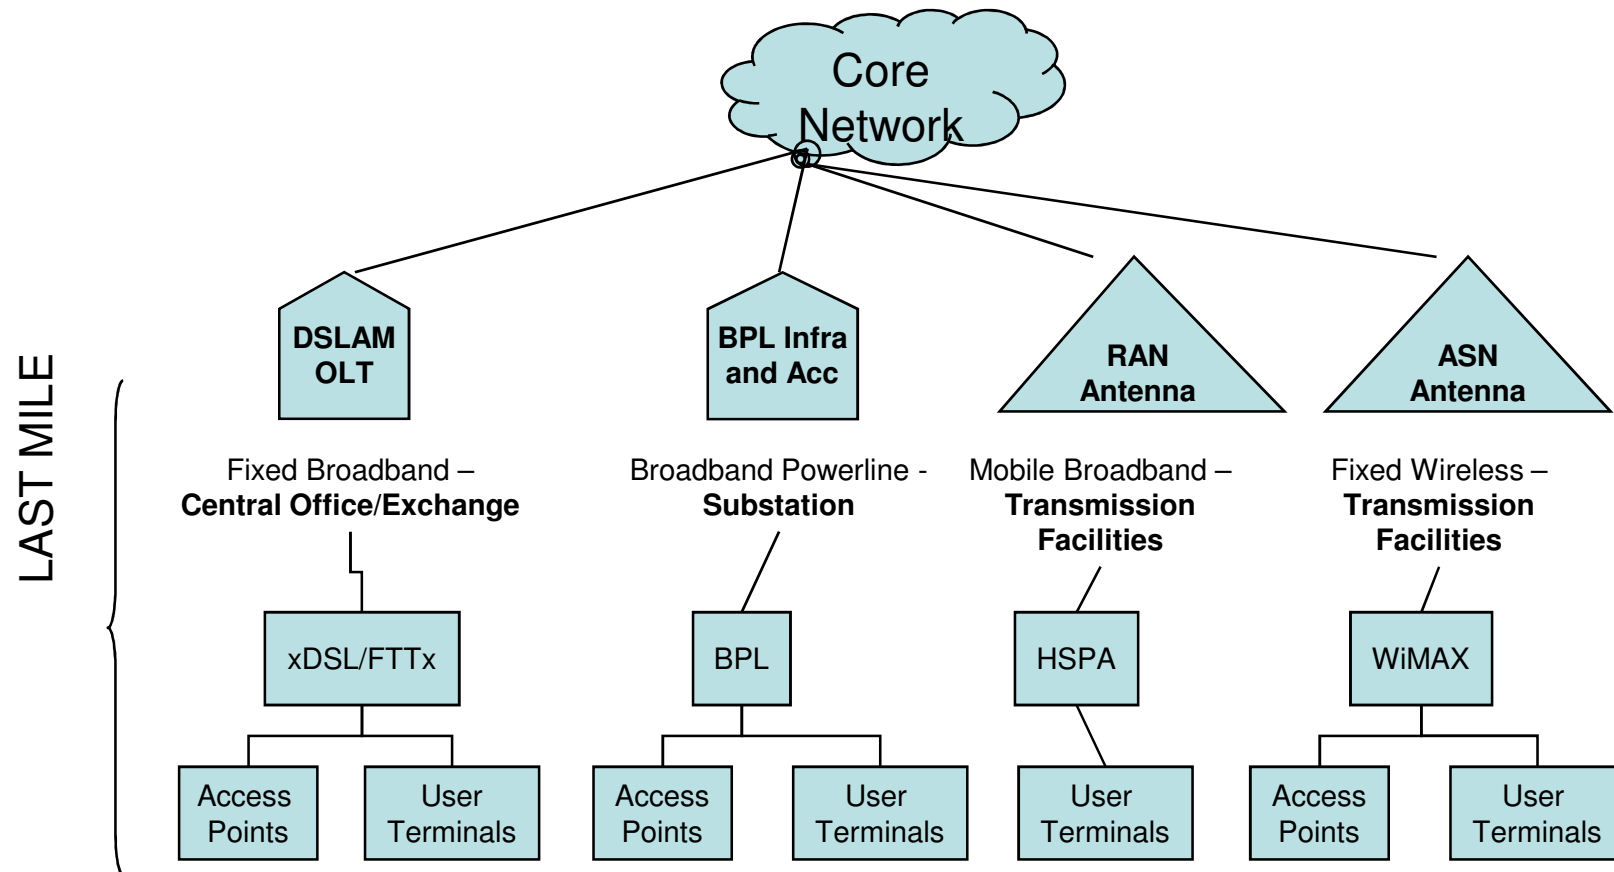 Core
Network
DSLAM
OLT
BPL Infra
and Acc
RAN
Antenna
ASN
Antenna
LAST MILE
Fixed Broadband –
Central Office/Exchange
Broadband Powerline -
Substation
Mobile Broadband –
Transmission
Facilities
Fixed Wireless –
Transmission
Facilities
xDSL/FTTx
BPL
HSPA
WiMAX
Access
Points
User
Terminals
Access
Points
User
Terminals
User
Terminals
Access
Points
User
Terminals